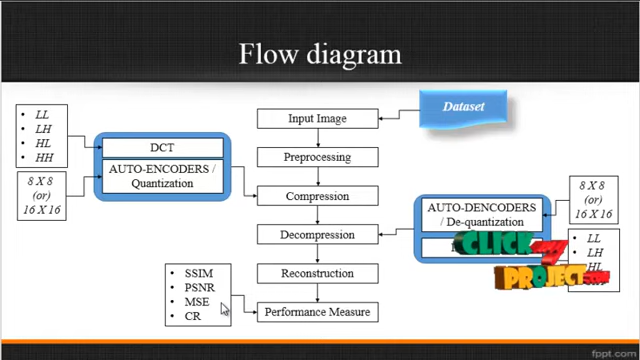 Flow diagram
Dataset
• LL
• LH
• HL
• HH
8 X 8
(or)
16 X 16
DCT
AUTO-ENCODERS /
Quantization
Input Image
Preprocessing
Compression
Decompression
Reconstruction
Performance Measure
• SSIM
• PSNR
• MSE
• CR
AUTO-DENCODERS
/ De-quantization
8 X 8
(or)
16 X 16
• LL
• LH
HL
CLICK
PROJECT.COM
fppt.com